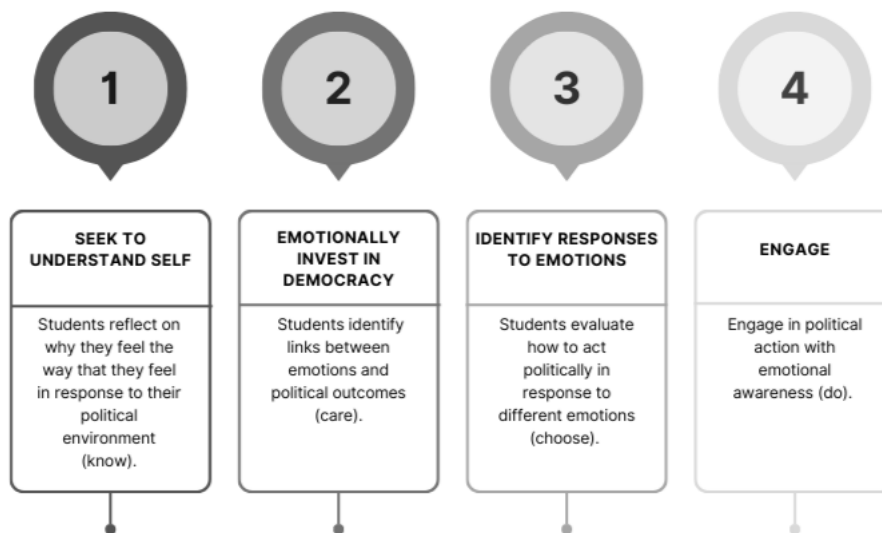 1
SEEK TO
UNDERSTAND SELF
Students reflect on
why they feel the
way that they feel
in response to their
political
environment
(know).
2
EMOTIONALLY
INVEST IN
DEMOCRACY
Students identify
links between
emotions and
political outcomes
(care).
3
IDENTIFY RESPONSES
TO EMOTIONS
Students evaluate
how to act
politically in
response to
different emotions
(choose).
4
ENGAGE
Engage in political
action with
emotional
awareness (do).